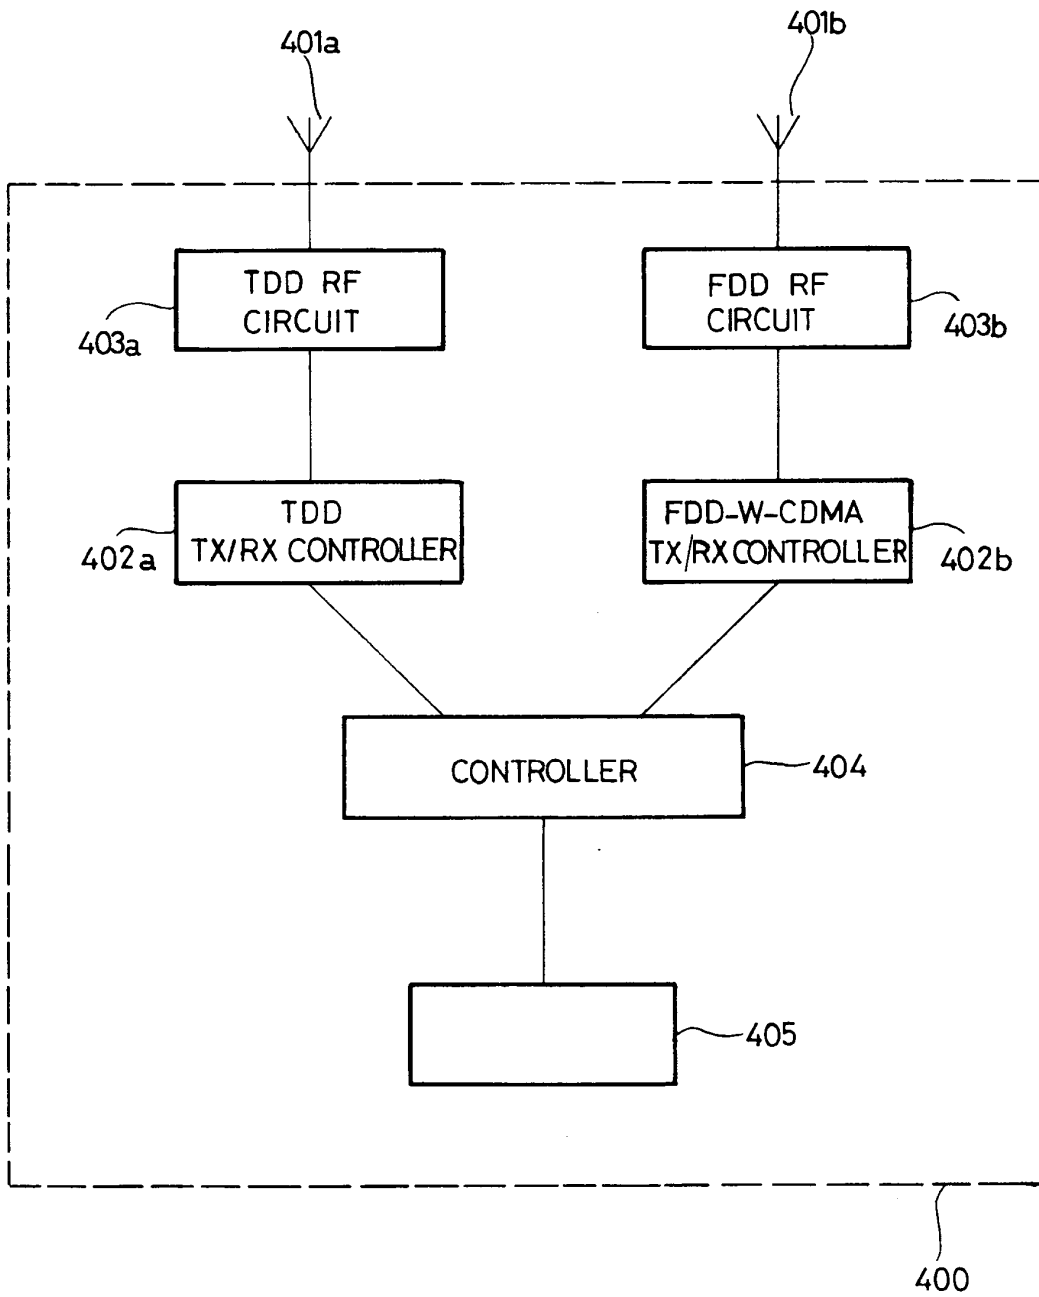 401a
401b
TDD RF
CIRCUIT
403a
FDD RF
CIRCUIT
403b
TDD
TX/RX CONTROLLER
402a
FDD-W-CDMA
TX/RX CONTROLLER
402b
CONTROLLER
404
405
400